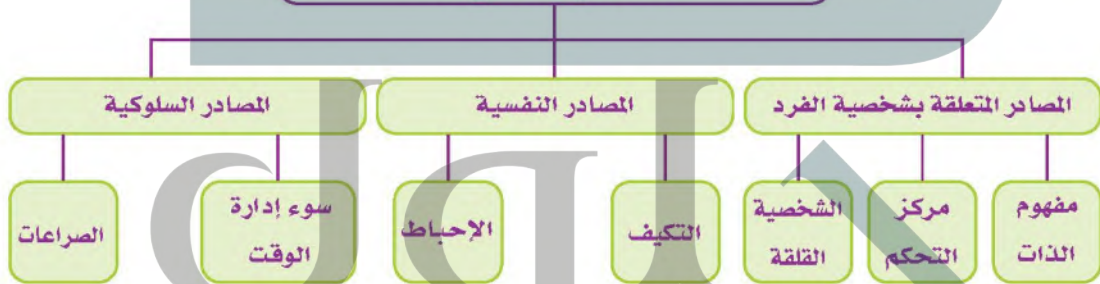 المصادر المتعلقة بشخصية الفرد
المصادر النفسية
المصادر السلوكية
مفهوم
الذات
مركز
التحكم
الشخصية
القلقة
التكيف
الإحباط
سوء إدارة
الوقت
الصراعات